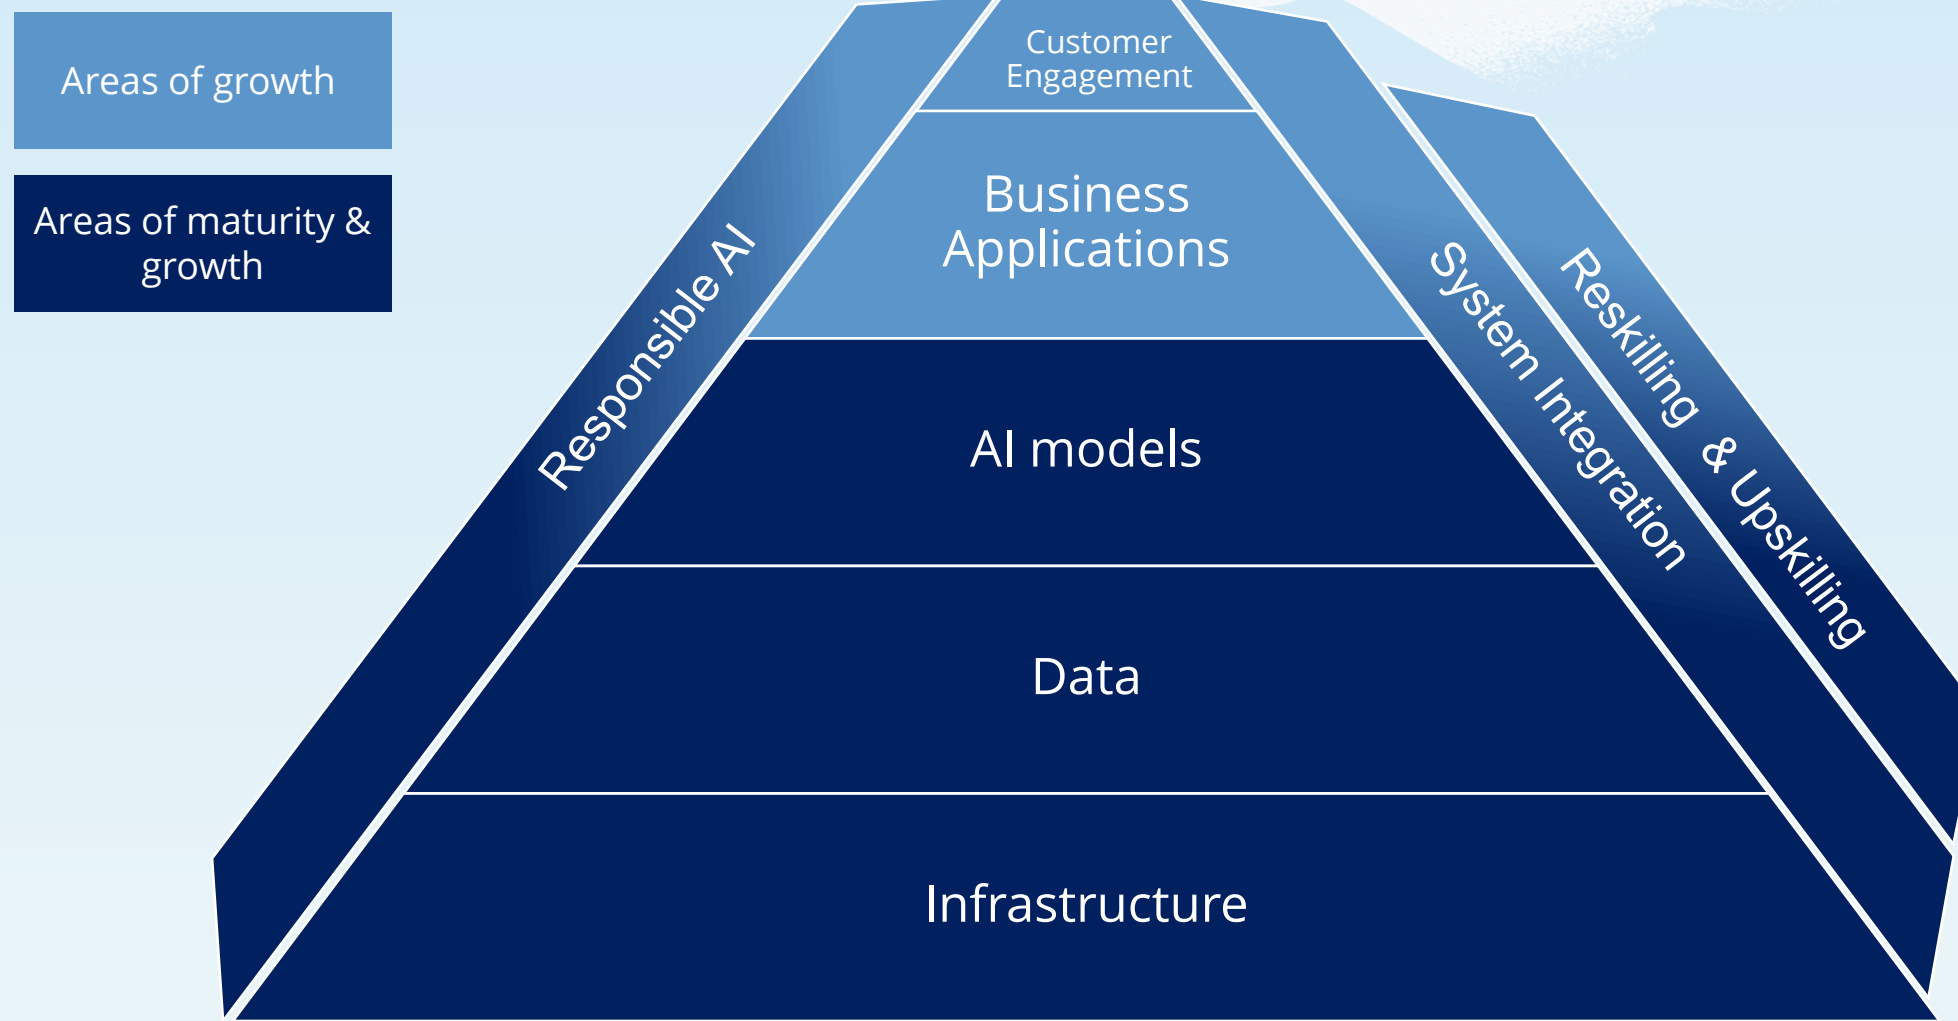 Areas of growth
Areas of maturity &
growth
Customer
Engagement
Business
Applications
AI models
Data
Infrastructure
Responsible AI
System Integration
Reskilling & Upskilling